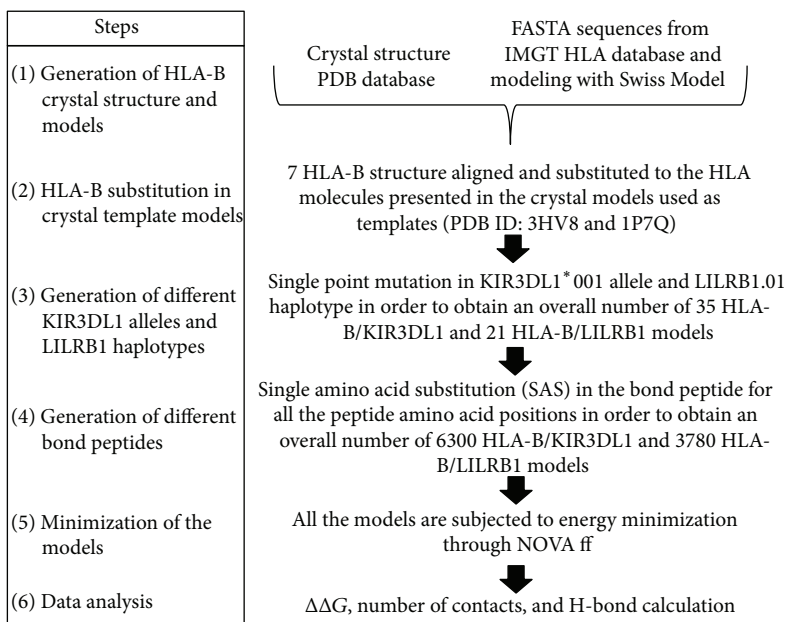 Steps
(1) Generation of HLA-B
crystal structure and
models
(2) HLA-B substitution in
crystal template models
(3) Generation of different
KIR3DL1 alleles and
LILRB1 haplotypes
(4) Generation of different
bond peptides
(5) Minimization of the
models
(6) Data analysis
Crystal structure
PDB database
FASTA sequences from
IMGT HLA database and
modeling with Swiss Model
7 HLA-B structure aligned and substituted to the HLA
molecules presented in the crystal models used as
templates (PDB ID: 3HV8 and 1P7Q)
Single point mutation in KIR3DL1*001 allele and LILRB1.01
haplotype in order to obtain an overall number of 35 HLA-
B/KIR3DL1 and 21 HLA-B/LILRB1 models
Single amino acid substitution (SAS) in the bond peptide for
all the peptide amino acid positions in order to obtain an
overall number of 6300 HLA-B/KIR3DL1 and 3780 HLA-
B/LILRB1 models
All the models are subjected to energy minimization
through NOVA ff
ΔΔG, number of contacts, and H-bond calculation